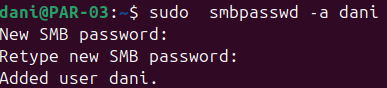 dani@PAR-03:~$ sudo  smbpasswd -a dani
New SMB password:
Retype new SMB password:
Added user dani.